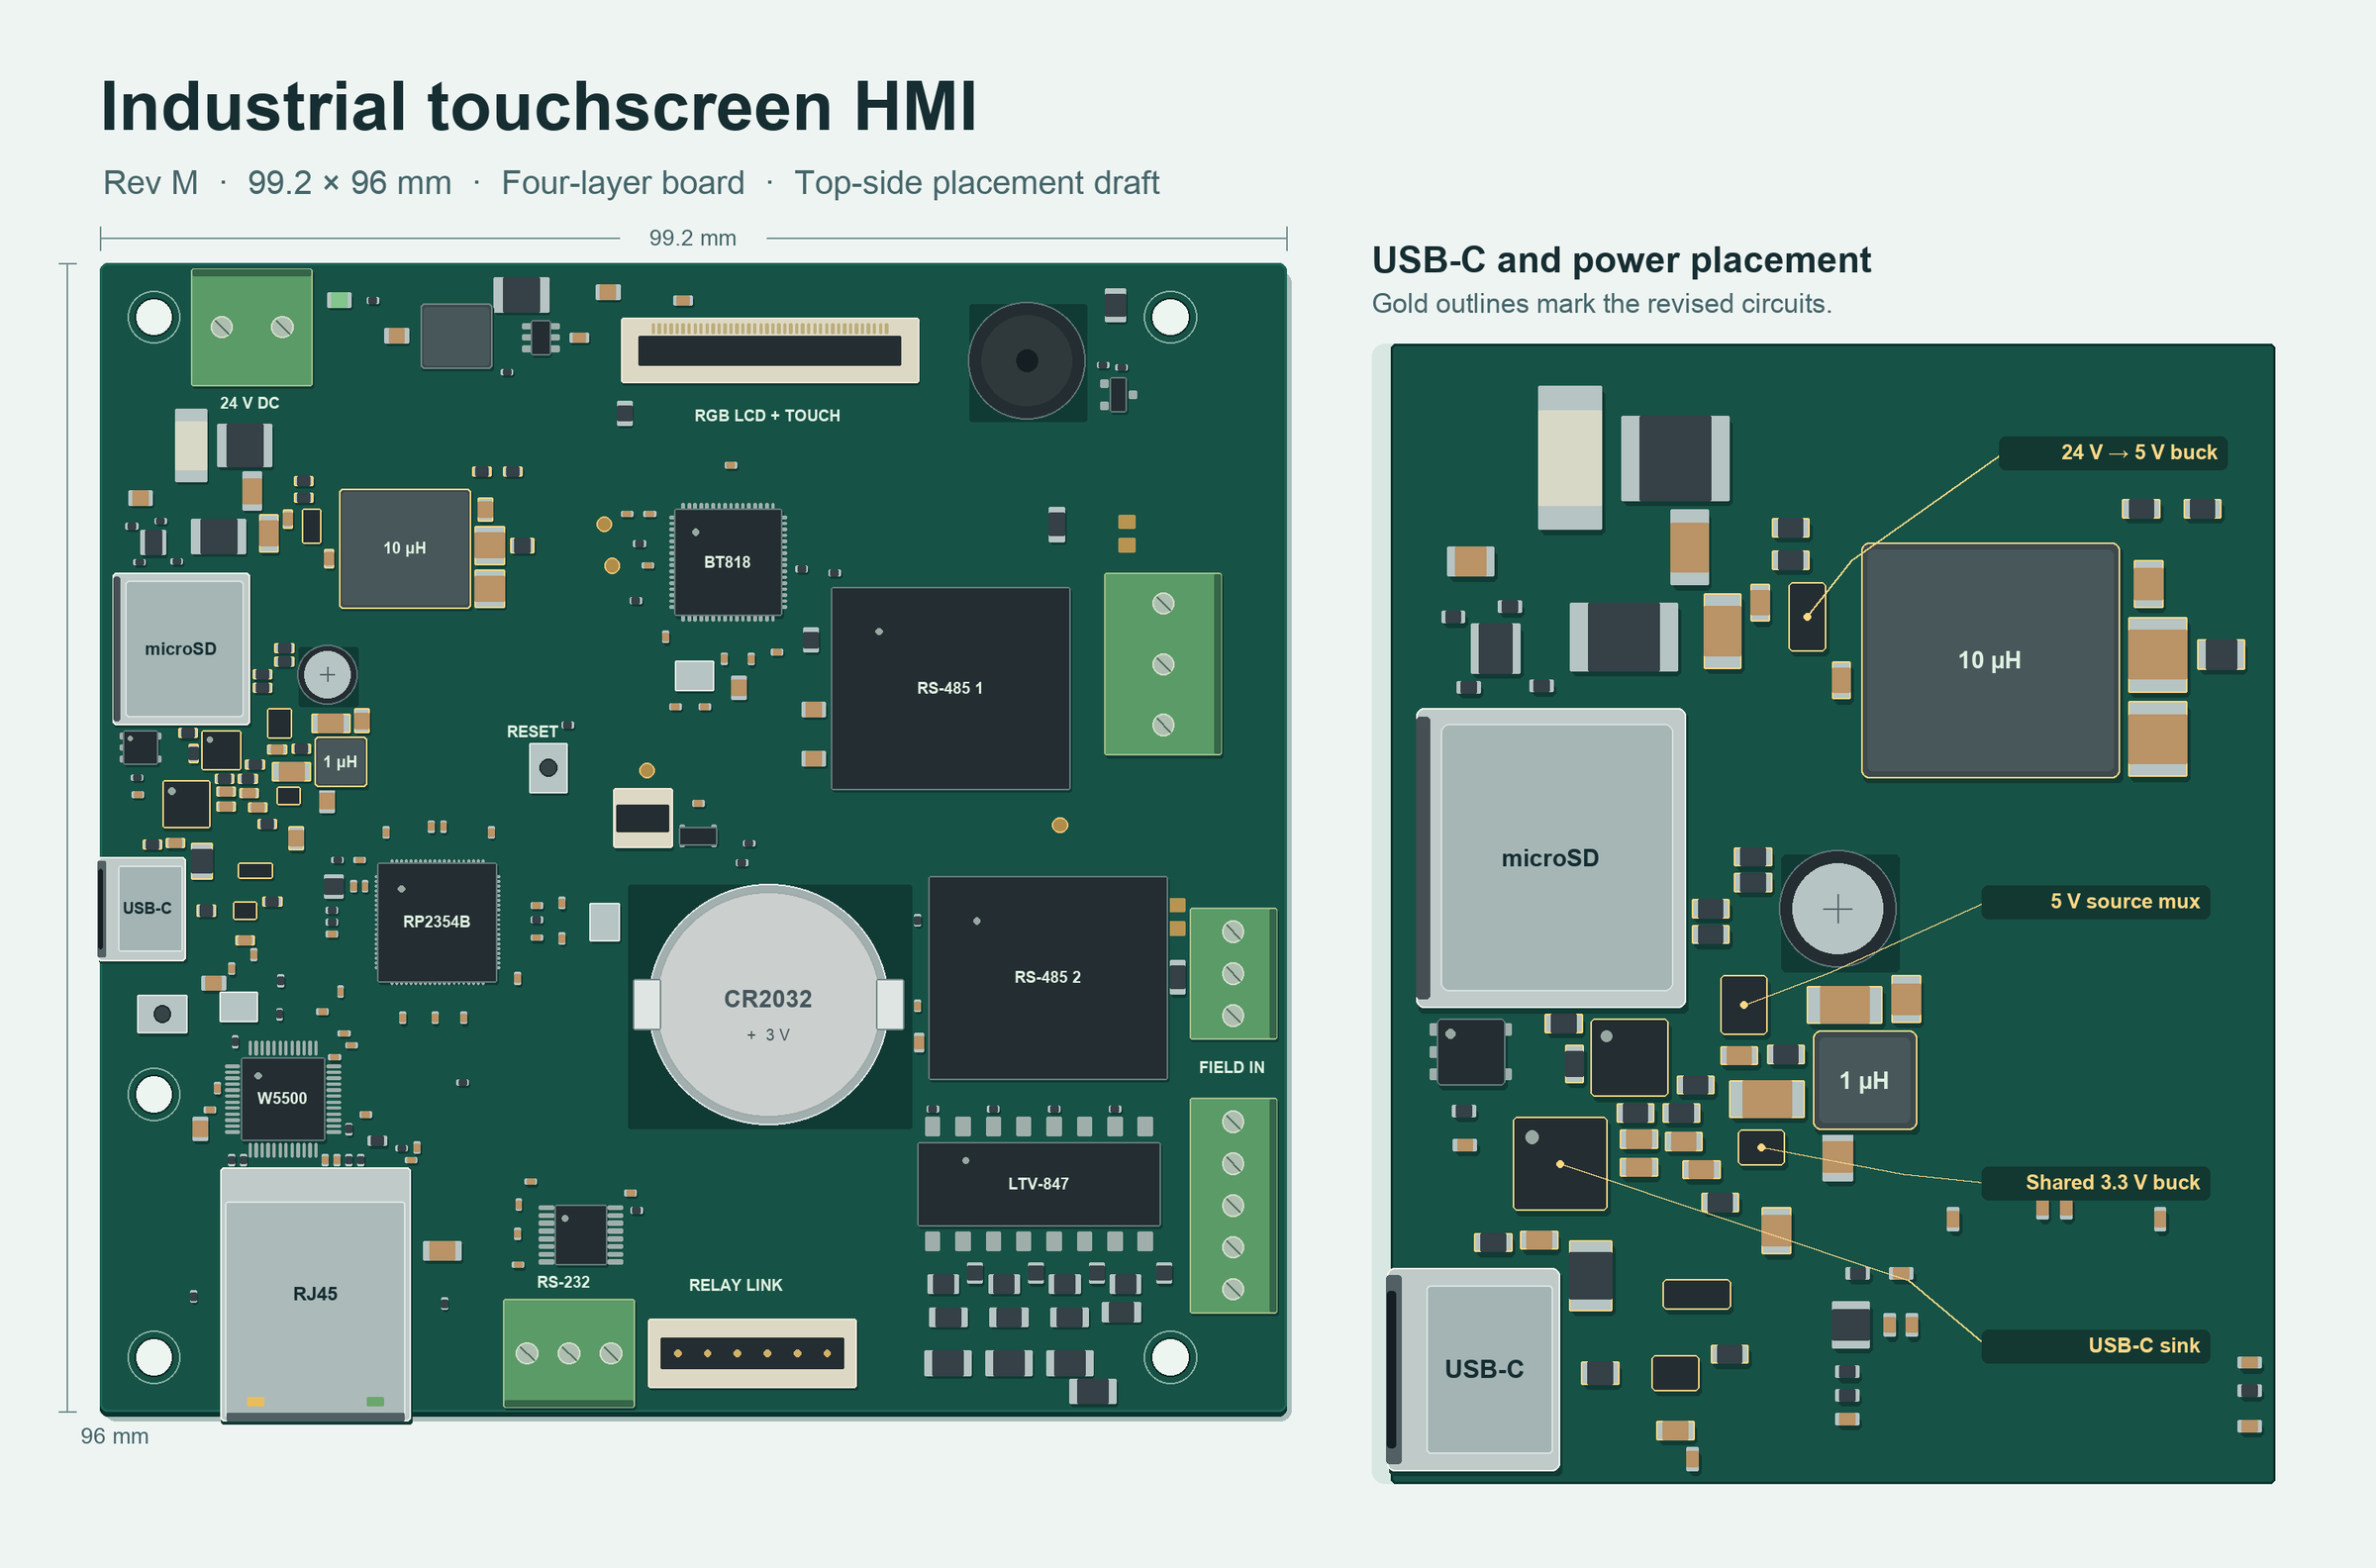 Industrial touchscreen HMI
Rev M · 99.2 × 96 mm · Four-layer board · Top-side placement draft
99.2 mm
24 V DC
RGB LCD + TOUCH
10 µH
BT818
microSD
RS-485 1
RESET
1 µH
USB-C
RP2354B
CR2032
+ 3 V
RS-485 2
FIELD IN
W5500
LTV-847
RJ45
RS-232
RELAY LINK
96 mm
USB-C and power placement
Gold outlines mark the revised circuits.
24 V → 5 V buck
10 µH
microSD
5 V source mux
1 µH
Shared 3.3 V buck
USB-C sink
USB-C